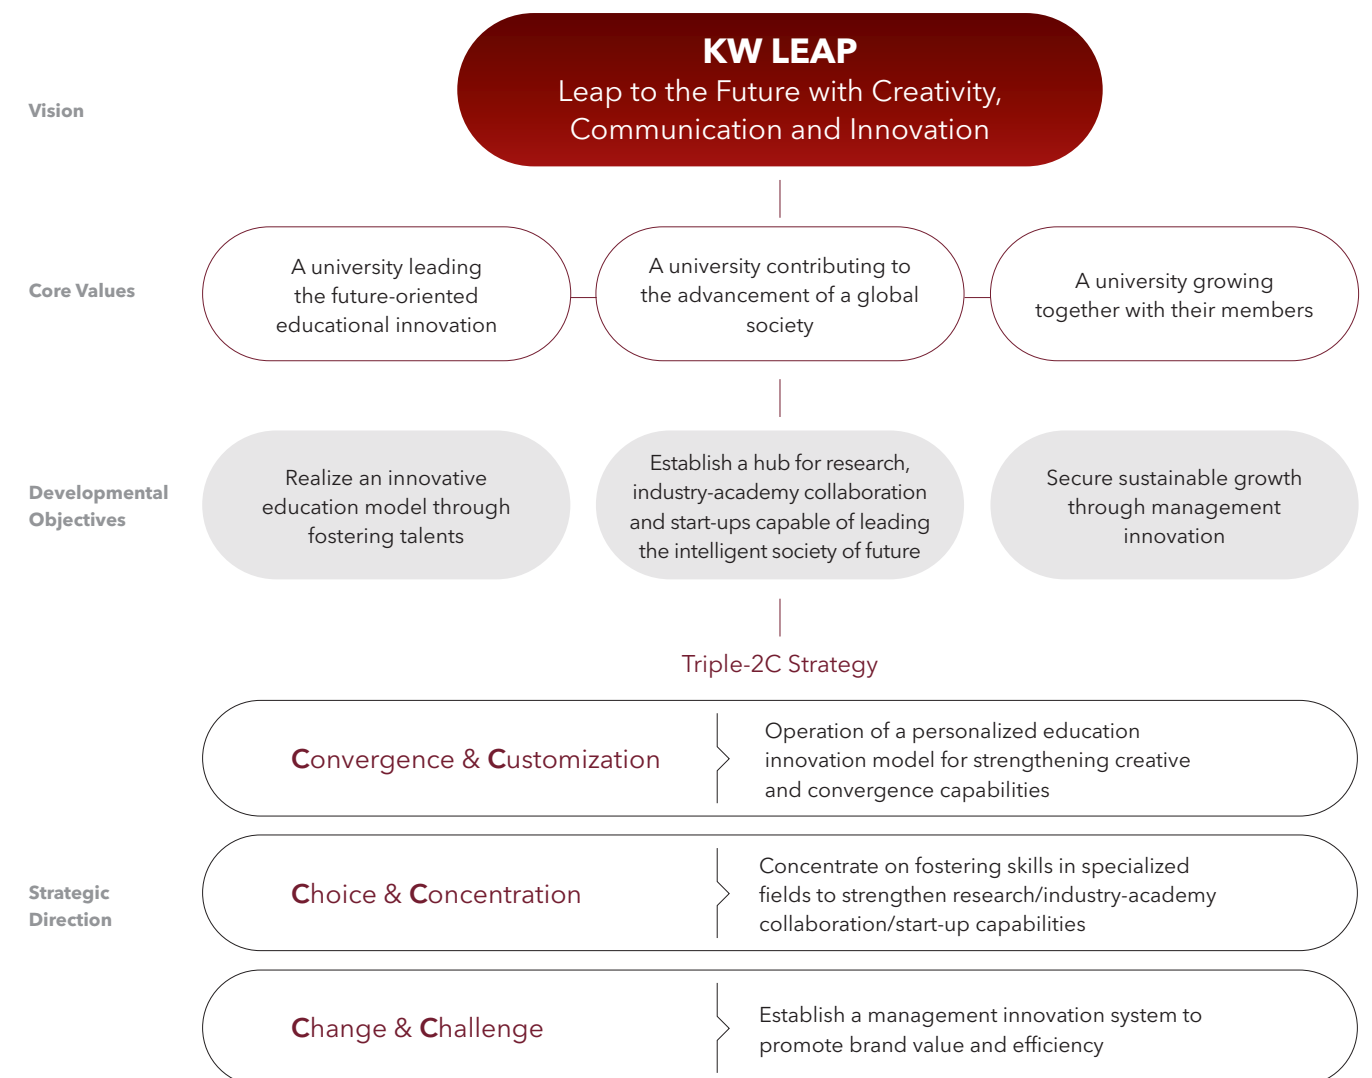 Vision
KW LEAP
Leap to the Future with Creativity,
Communication and Innovation
Core Values
A university leading
the future-oriented
educational innovation
A university contributing to
the advancement of a global
society
A university growing
together with their members
Developmental
Objectives
Realize an innovative
education model through
fostering talents
Establish a hub for research,
industry-academy collaboration
and start-ups capable of leading
the intelligent society of future
Secure sustainable growth
through management
innovation
Triple-2C Strategy
Strategic
Direction
Convergence & Customization
Operation of a personalized education
innovation model for strengthening creative
and convergence capabilities
Choice & Concentration
Concentrate on fostering skills in specialized
fields to strengthen research/industry-academy
collaboration/start-up capabilities
Change & Challenge
Establish a management innovation system to
promote brand value and efficiency